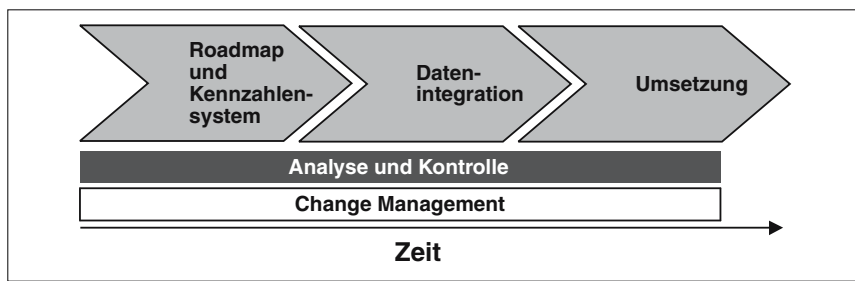 Roadmap
und
Kennzahlen-
system
Daten-
integration
Umsetzung
Analyse und Kontrolle
Change Management
Zeit